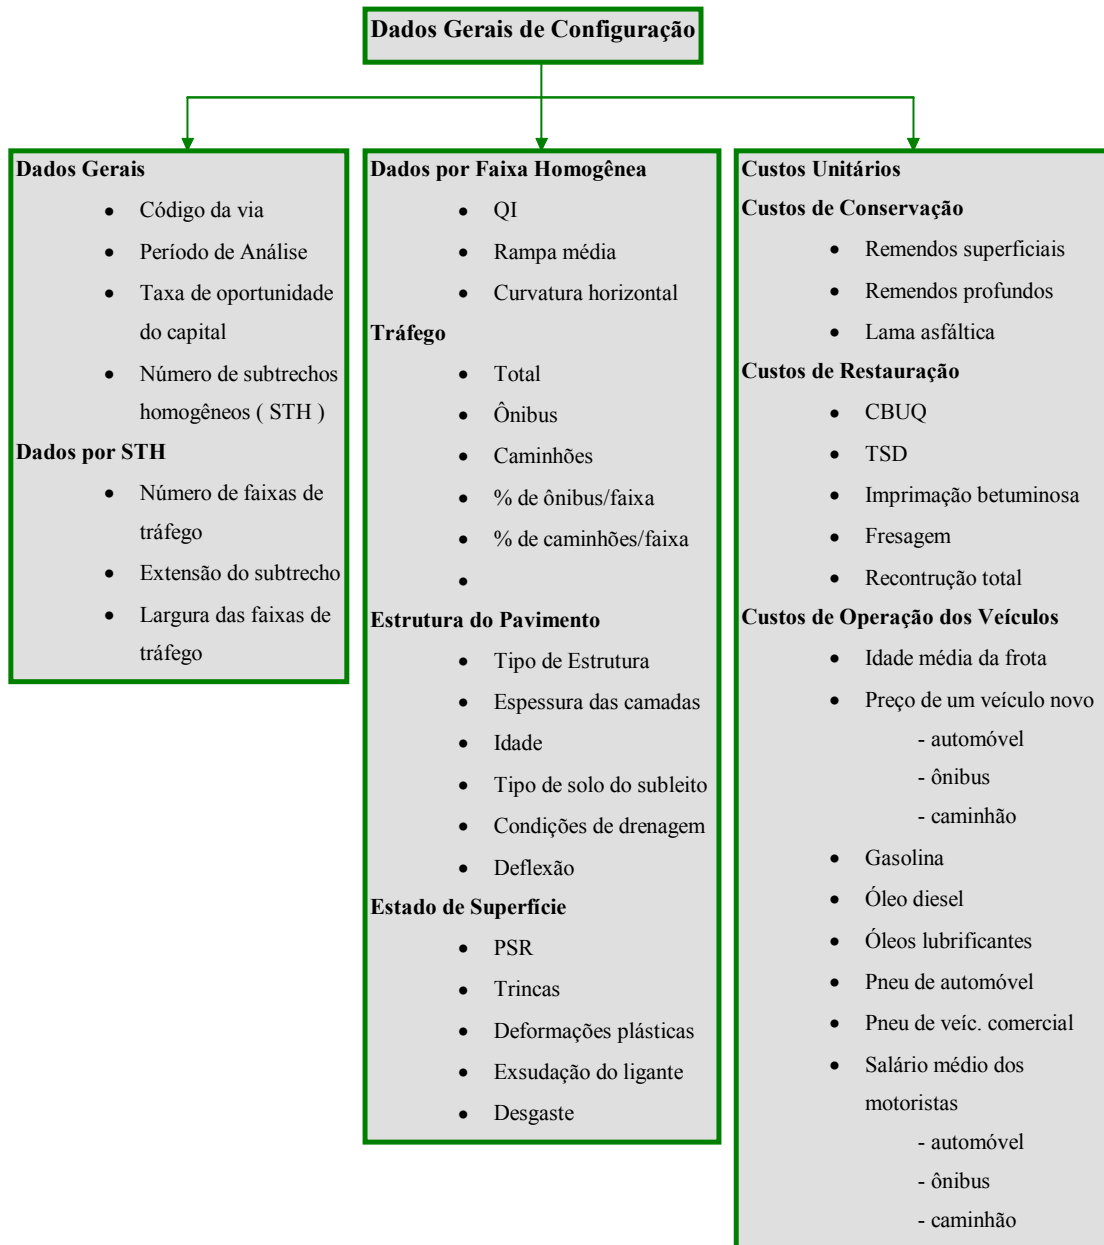 Dados Gerais de Configuração
Dados Gerais
• Código da via
• Período de Análise
• Taxa de oportunidade
do capital
• Número de subtrechos
homogêneos ( STH )
Dados por STH
• Número de faixas de
tráfego
• Extensão do subtrecho
• Largura das faixas de
tráfego
Dados por Faixa Homogênea
• QI
• Rampa média
• Curvatura horizontal
Tráfego
• Total
• Ônibus
• Caminhões
• % de ônibus/faixa
• % de caminhões/faixa
•
Estrutura do Pavimento
• Tipo de Estrutura
• Espessura das camadas
• Idade
• Tipo de solo do subleito
• Condições de drenagem
• Deflexão
Estado de Superfície
• PSR
• Trincas
• Deformações plásticas
• Exsudação do ligante
• Desgaste
Custos Unitários
Custos de Conservação
• Remendos superficiais
• Remendos profundos
• Lama asfáltica
Custos de Restauração
• CBUQ
• TSD
• Imprimação betuminosa
• Fresagem
• Recontrução total
Custos de Operação dos Veículos
• Idade média da frota
• Preço de um veículo novo
- automóvel
- ônibus
- caminhão
• Gasolina
• Óleo diesel
• Óleos lubrificantes
• Pneu de automóvel
• Pneu de veíc. comercial
• Salário médio dos
motoristas
- automóvel
- ônibus
- caminhão